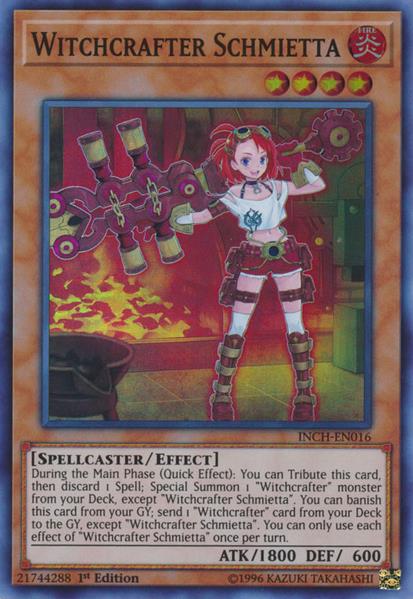 WITCHCRAFTER SCHMIETTA
FIRE
炎
INCH-EN016
[SPELLCASTER/EFFECT]
During the Main Phase (Quick Effect): You can Tribute this card,
then discard 1 Spell; Special Summon 1 "Witchcrafter" monster
from your Deck, except "Witchcrafter Schmietta". You can banish
this card from your GY; send 1 "Witchcrafter" card from your Deck
to the GY, except "Witchcrafter Schmietta". You can only use each
effect of "Witchcrafter Schmietta" once per turn.
ATK/1800 DEF/ 600
21744288 1st Edition ©1996 KAZUKI TAKAHASHI